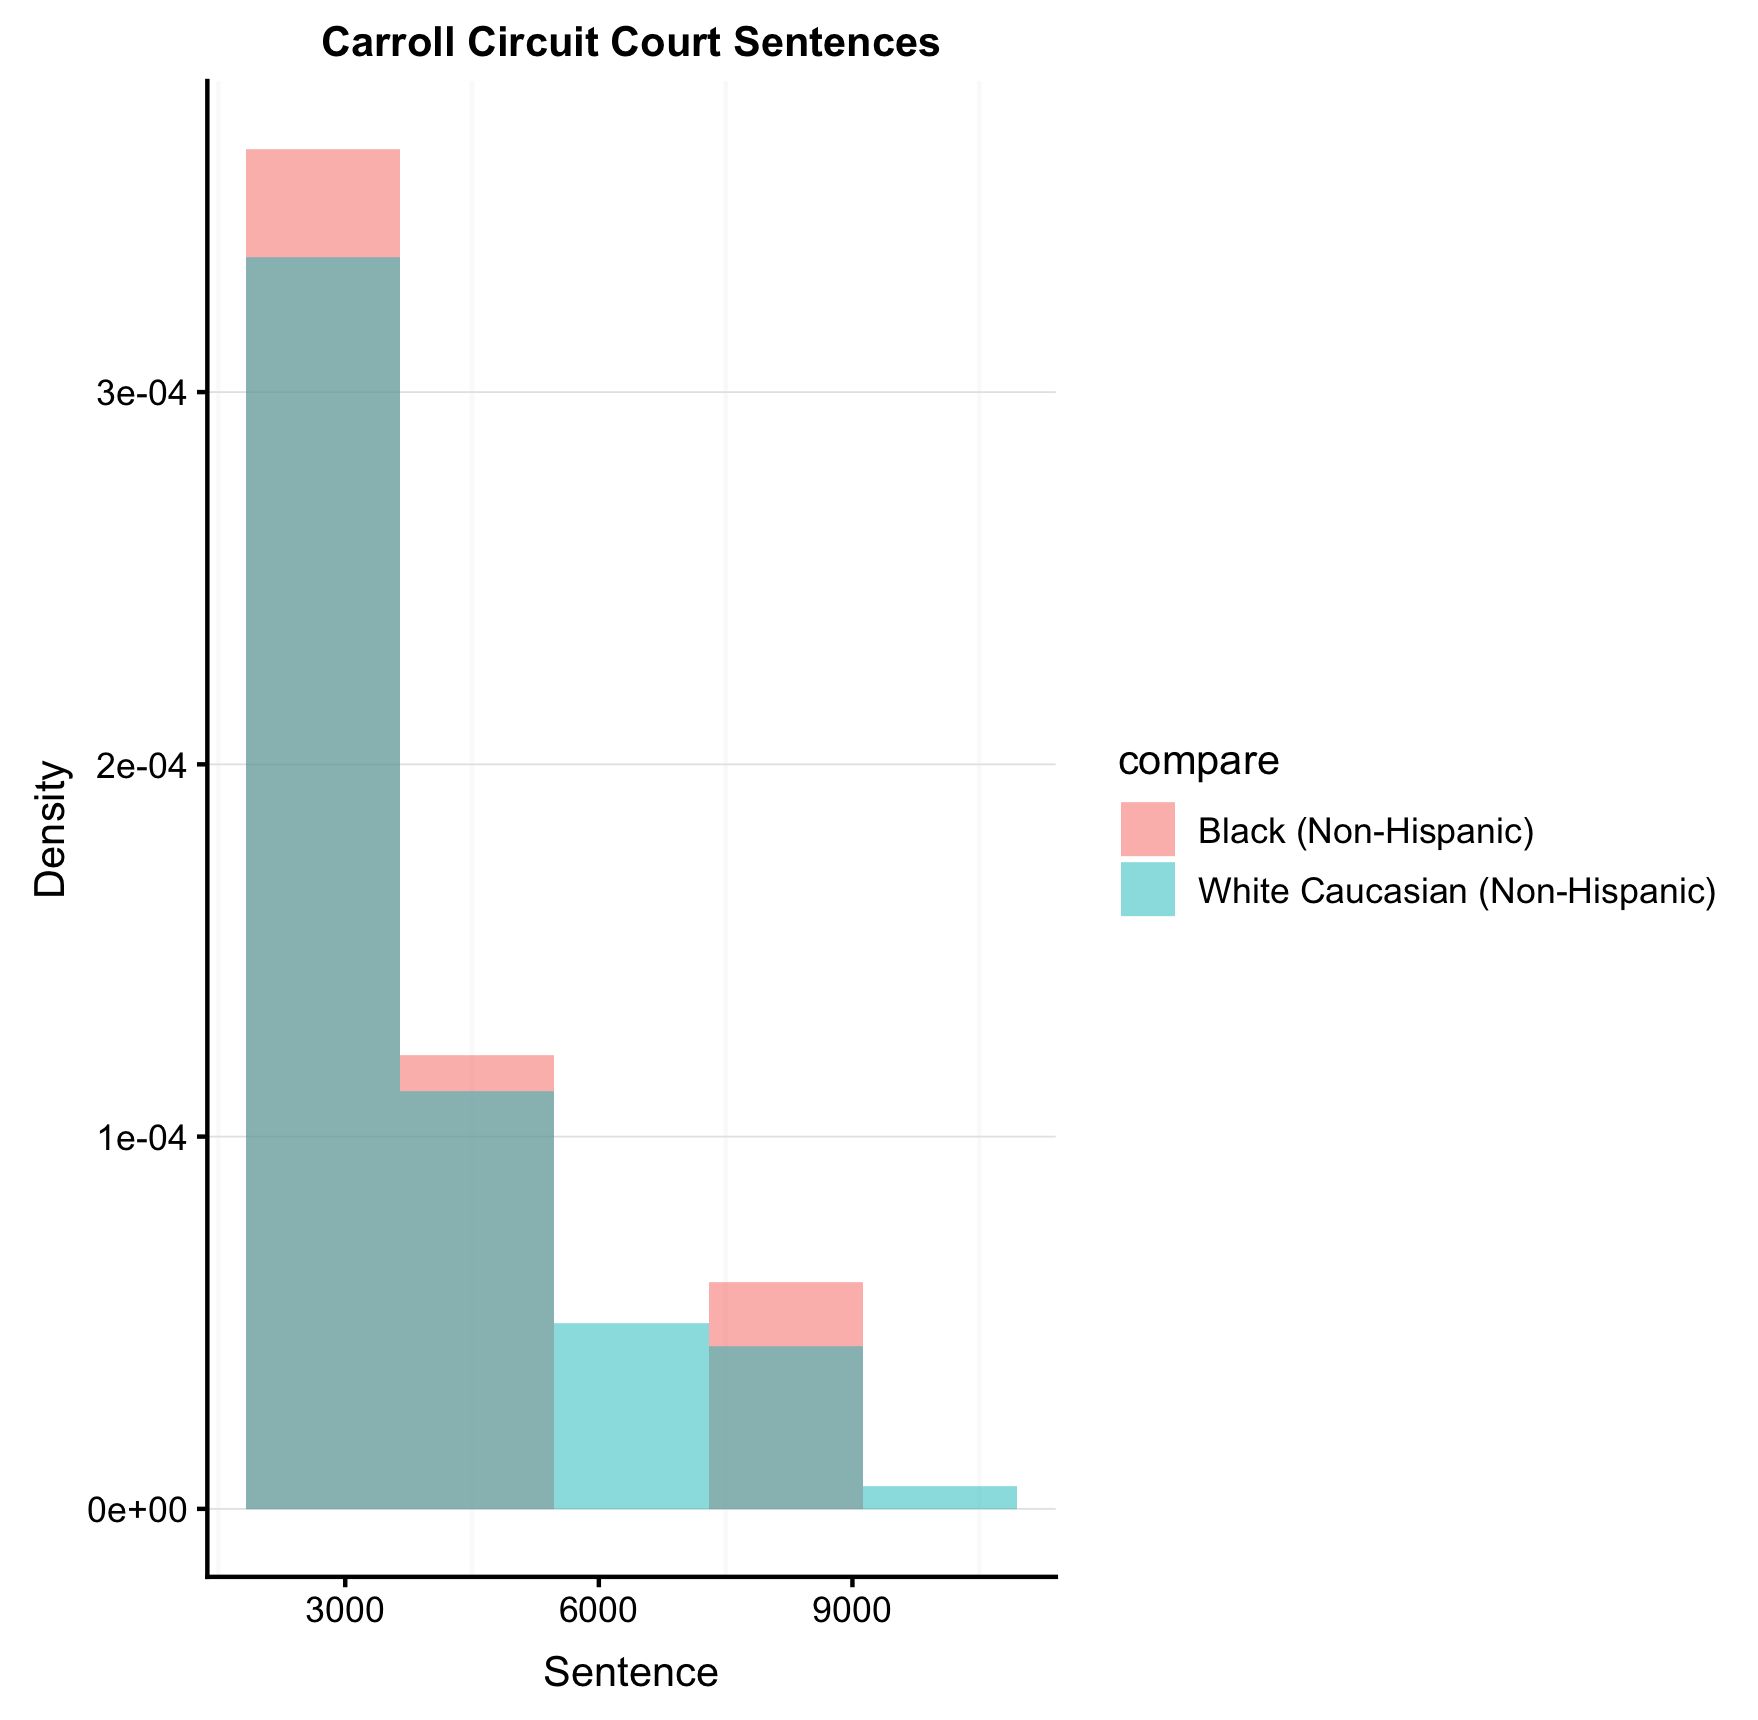 Carroll Circuit Court Sentences
3e-04
2e-04
1e-04
0e+00
Density
3000
6000
9000
Sentence
compare
Black (Non-Hispanic)
White Caucasian (Non-Hispanic)